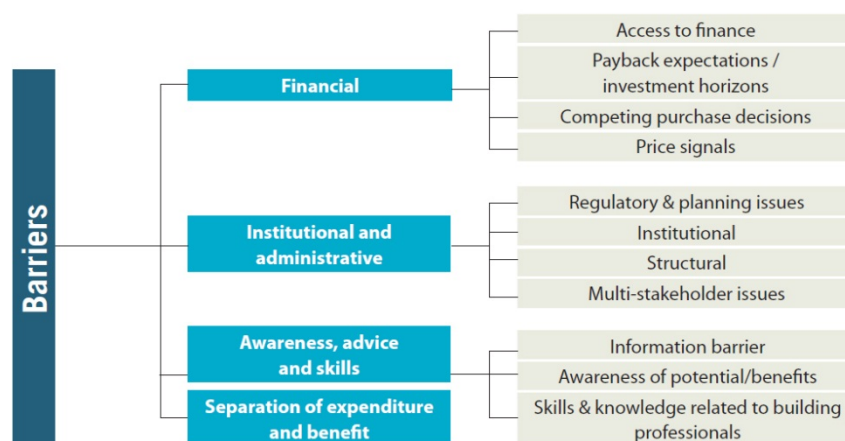 Barriers
Financial
Access to finance
Payback expectations /
investment horizons
Competing purchase decisions
Price signals
Institutional and
administrative
Regulatory & planning issues
Institutional
Structural
Multi-stakeholder issues
Awareness, advice
and skills
Information barrier
Awareness of potential/benefits
Skills & knowledge related to building
professionals
Separation of expenditure
and benefit